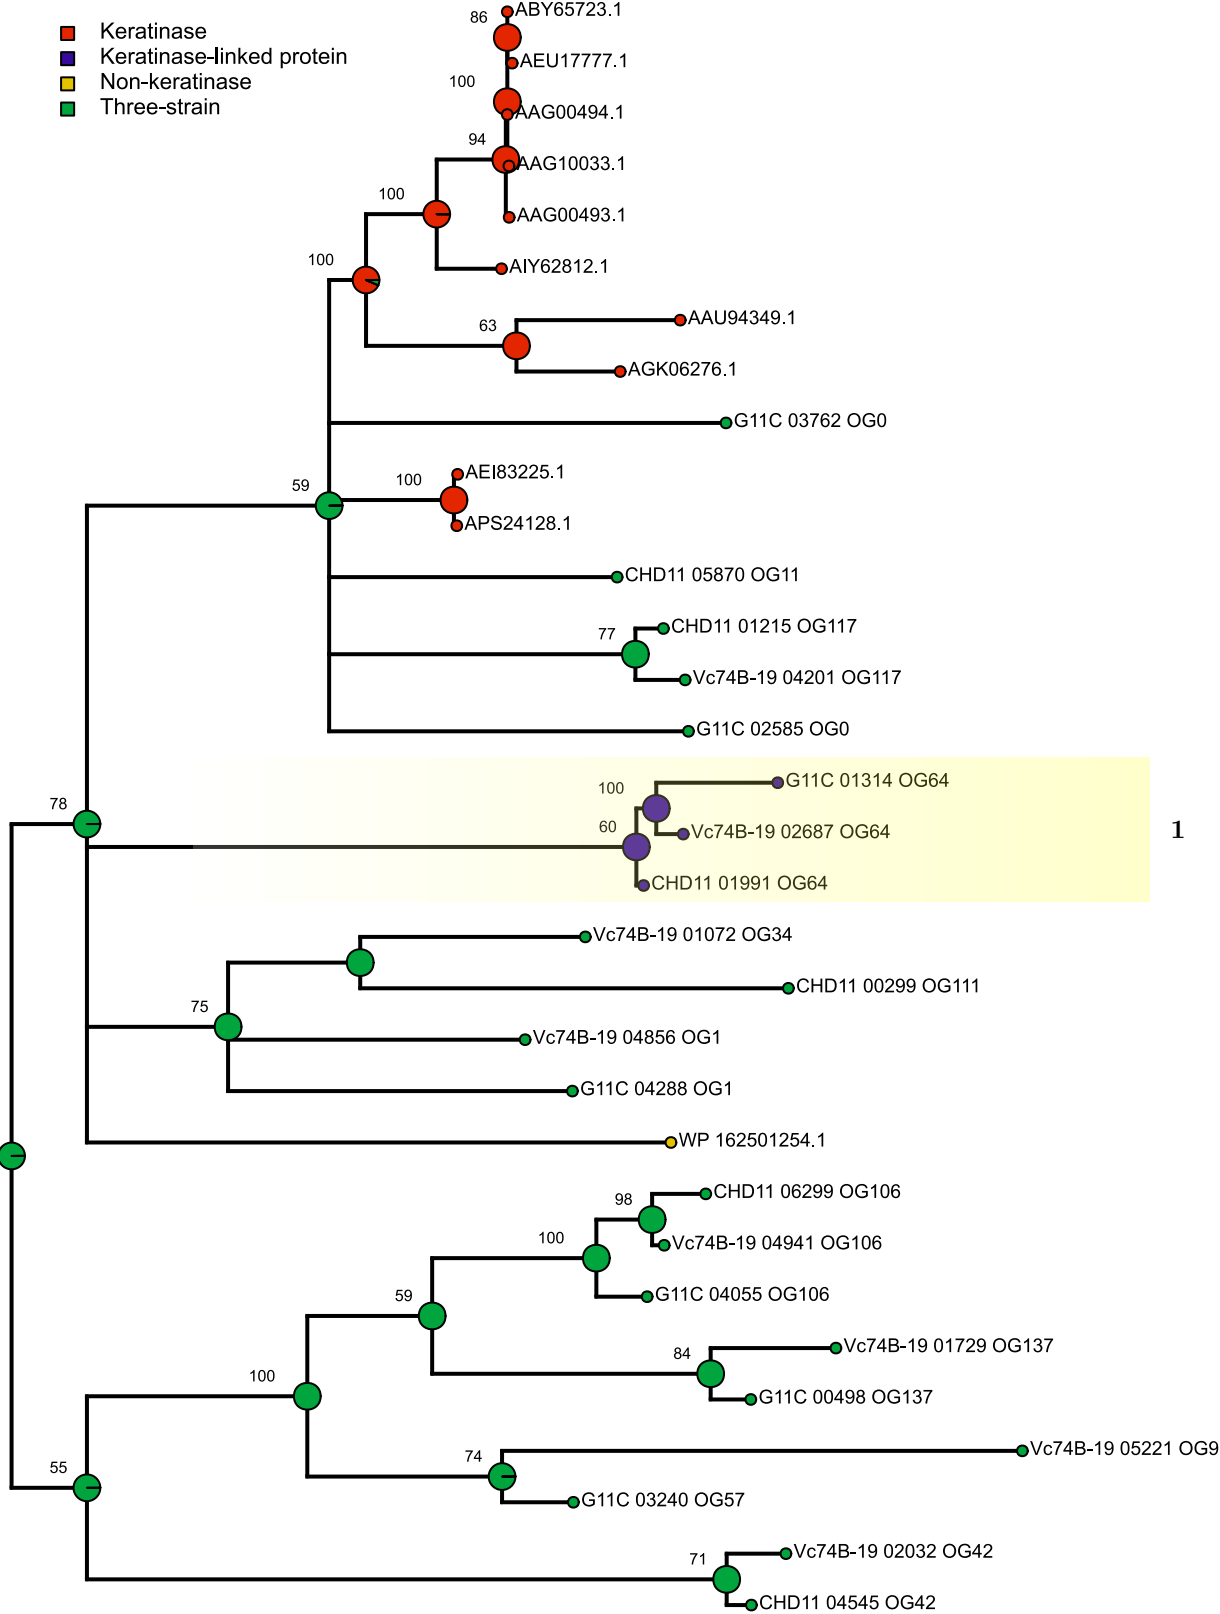 Keratinase
Keratinase-linked protein
Non-keratinase
Three-strain
ABY65723.1
86
AEU17777.1
100
AAG00494.1
94
AAG10033.1
100
AAG00493.1
100
AIY62812.1
AAU94349.1
63
AGK06276.1
G11C 03762 OG0
AEI83225.1
100
59
APS24128.1
CHD11 05870 OG11
CHD11 01215 OG117
77
Vc74B-19 04201 OG117
G11C 02585 OG0
G11C 01314 OG64
100
78
60
Vc74B-19 02687 OG64
1
CHD11 01991 OG64
Vc74B-19 01072 OG34
CHD11 00299 OG111
75
Vc74B-19 04856 OG1
G11C 04288 OG1
WP 162501254.1
CHD11 06299 OG106
98
100
Vc74B-19 04941 OG106
G11C 04055 OG106
59
Vc74B-19 01729 OG137
84
100
G11C 00498 OG137
Vc74B-19 05221 OG9
74
55
G11C 03240 OG57
Vc74B-19 02032 OG42
71
CHD11 04545 OG42